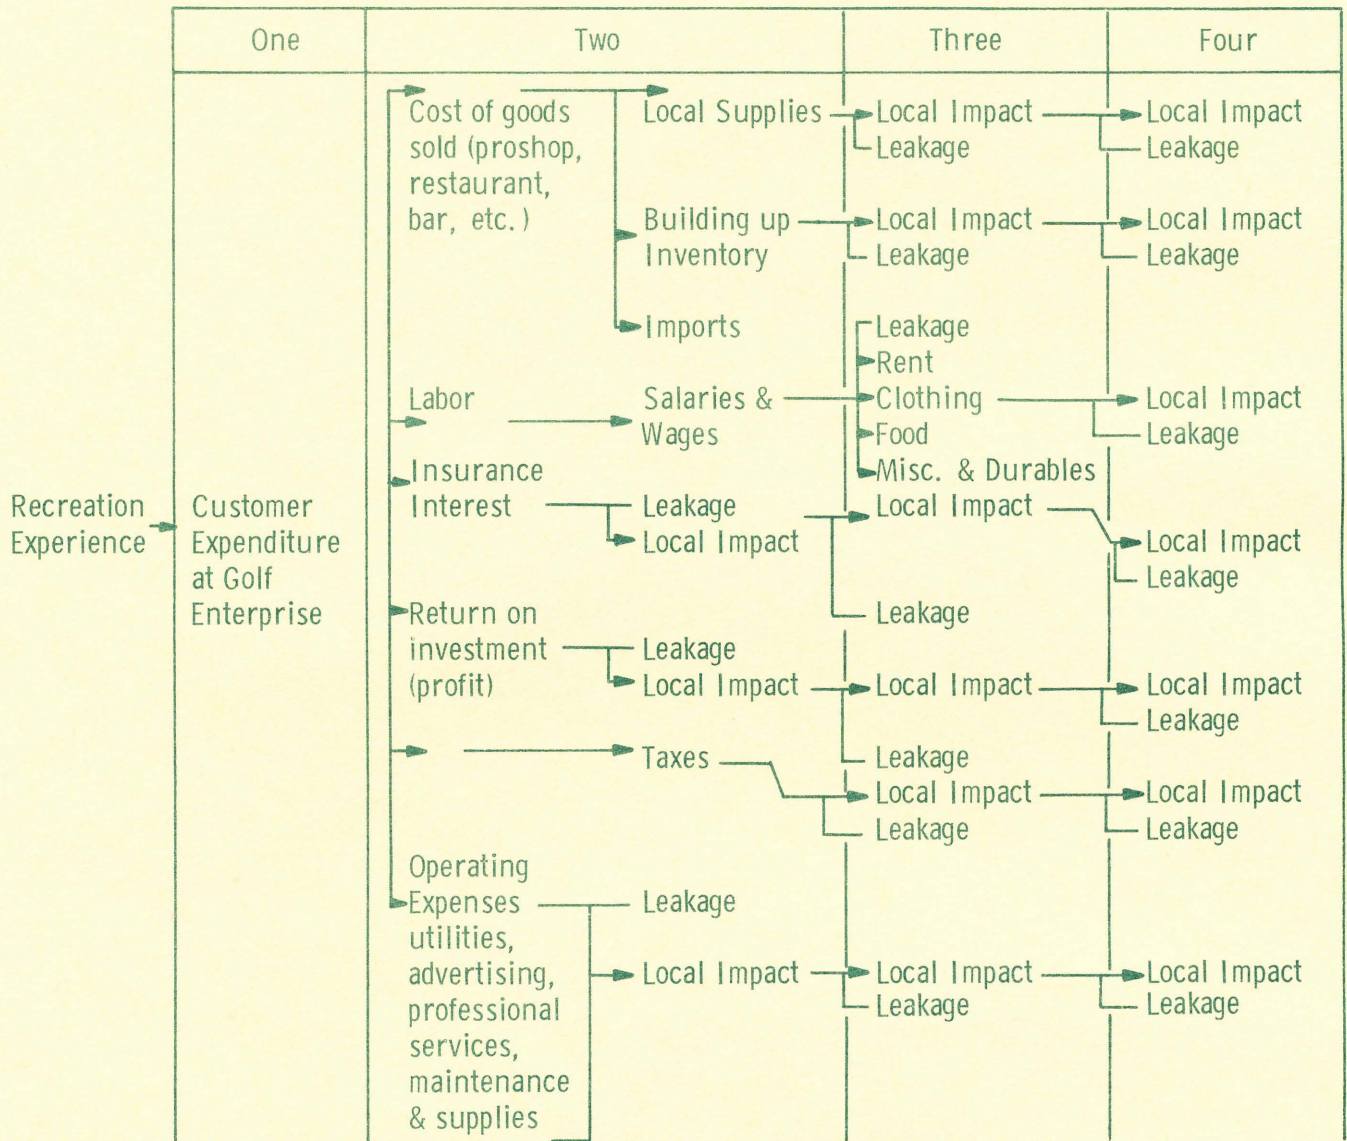 One Two Three Four
Cost of goods
sold (proshop,
restaurant,
bar, etc.)
Local Supplies
Local Impact
Leakage
Local Impact
Leakage
Building up
Inventory
Local Impact
Leakage
Local Impact
Leakage
Imports
Labor
Salaries &
Wages
Leakage
Rent
Clothing
Food
Misc. & Durables
Local Impact
Leakage
Recreation
Experience
Customer
Expenditure
at Golf
Enterprise
Insurance
Interest
Leakage
Local Impact
Local Impact
Leakage
Local Impact
Leakage
Return on
investment
(profit)
Leakage
Local Impact
Local Impact
Leakage
Local Impact
Leakage
Taxes
Local Impact
Leakage
Local Impact
Leakage
Operating
Expenses
utilities,
advertising,
professional
services,
maintenance
& supplies
Leakage
Local Impact
Local Impact
Leakage
Local Impact
Leakage